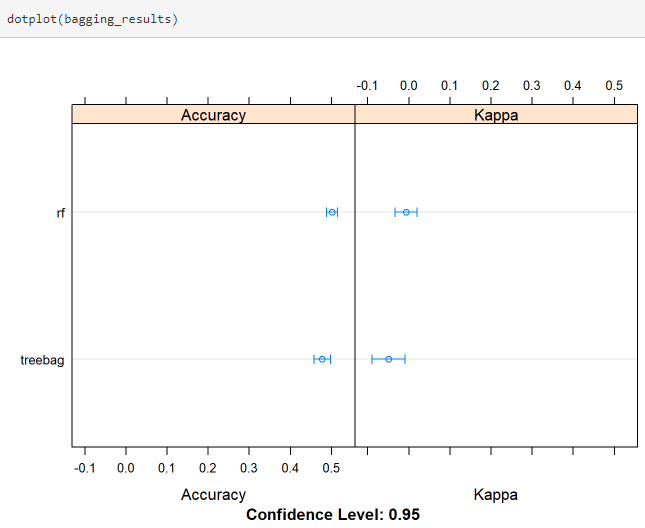 dotplot(bagging_results)
-0.1 0.0 0.1 0.2 0.3 0.4 0.5
Accuracy Kappa
rf
treebag
-0.1 0.0 0.1 0.2 0.3 0.4 0.5
Accuracy Kappa
Confidence Level: 0.95